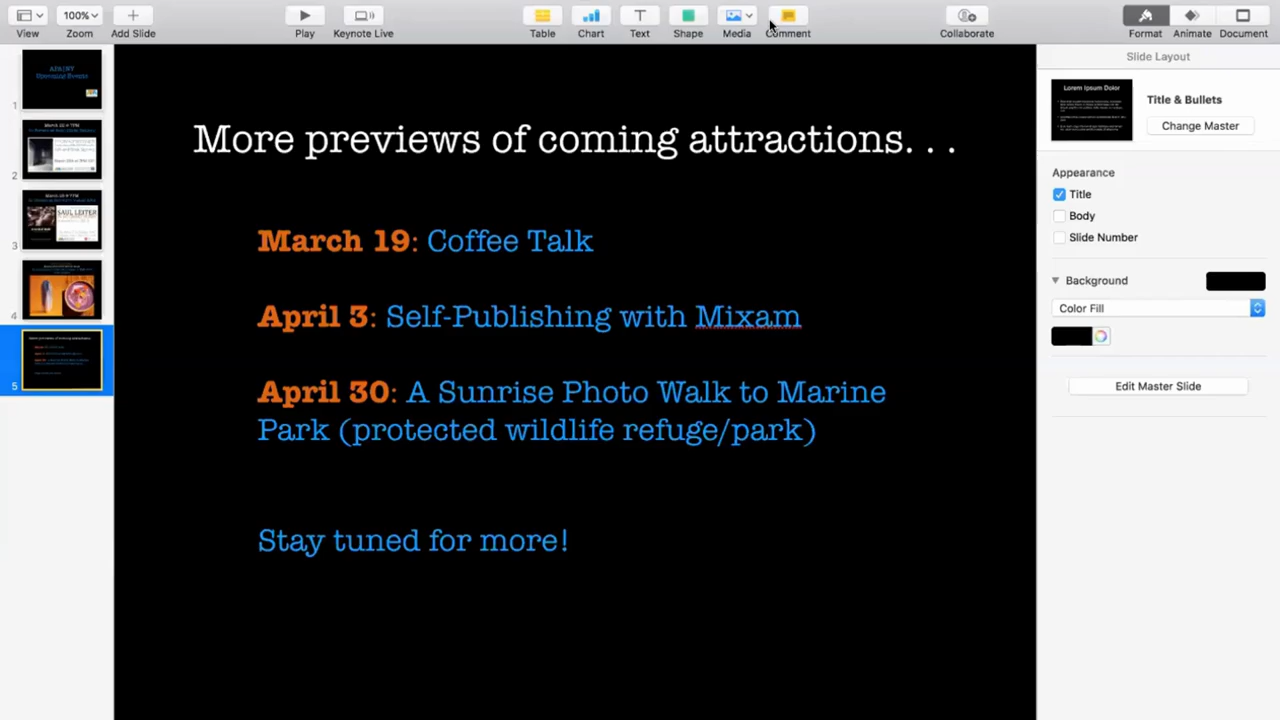 View
100%
Zoom
Add Slide
Play
Keynote Live
Table
Chart
Text
Shape
Media
Comment
Collaborate
Format
Animate
Document
1
2
3
SAUL LEITER
4
5
More previews of coming attractions. . .
March 19: Coffee Talk
April 3: Self-Publishing with Mixam
April 30: A Sunrise Photo Walk to Marine
Park (protected wildlife refuge/park)
Stay tuned for more!
Slide Layout
Lorem Ipsum Dolor
Title & Bullets
Change Master
Appearance
Title
Body
Slide Number
Background
Color Fill
Edit Master Slide